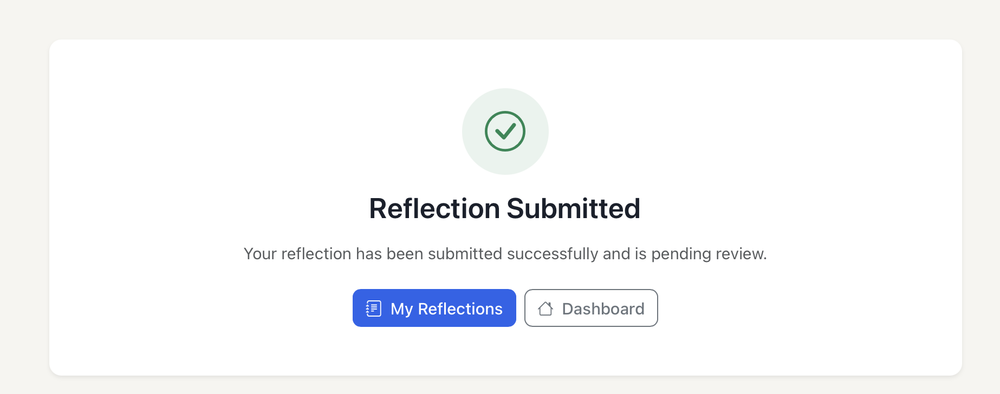 Reflection Submitted
Your reflection has been submitted successfully and is pending review.
My Reflections
Dashboard